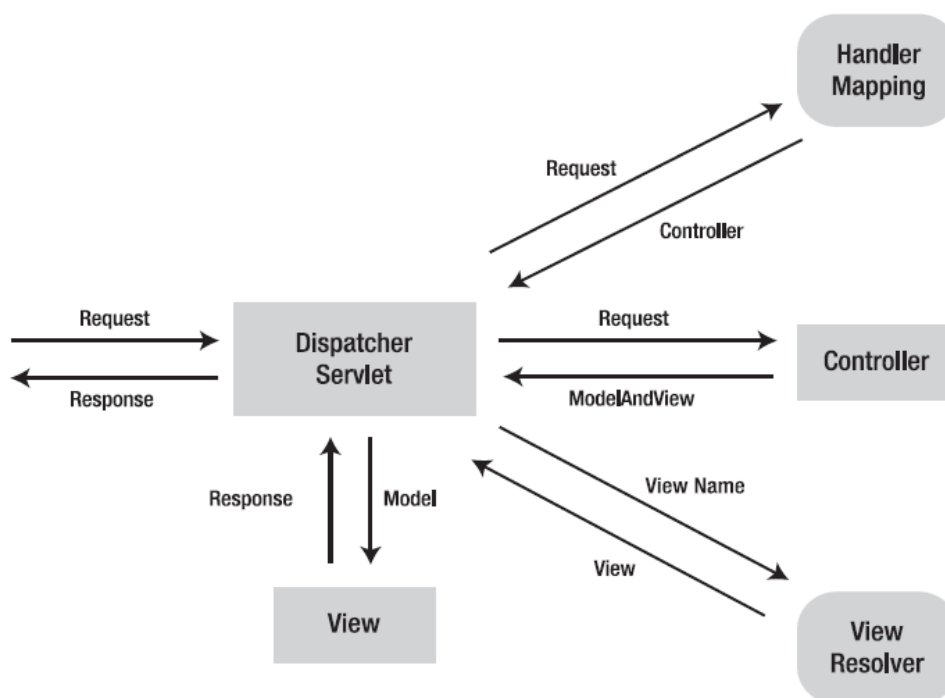 Handler
Mapping
Request
Controller
Request
Response
Dispatcher
Servlet
Request
ModelAndView
Controller
Response
Model
View Name
View
View
View
Resolver